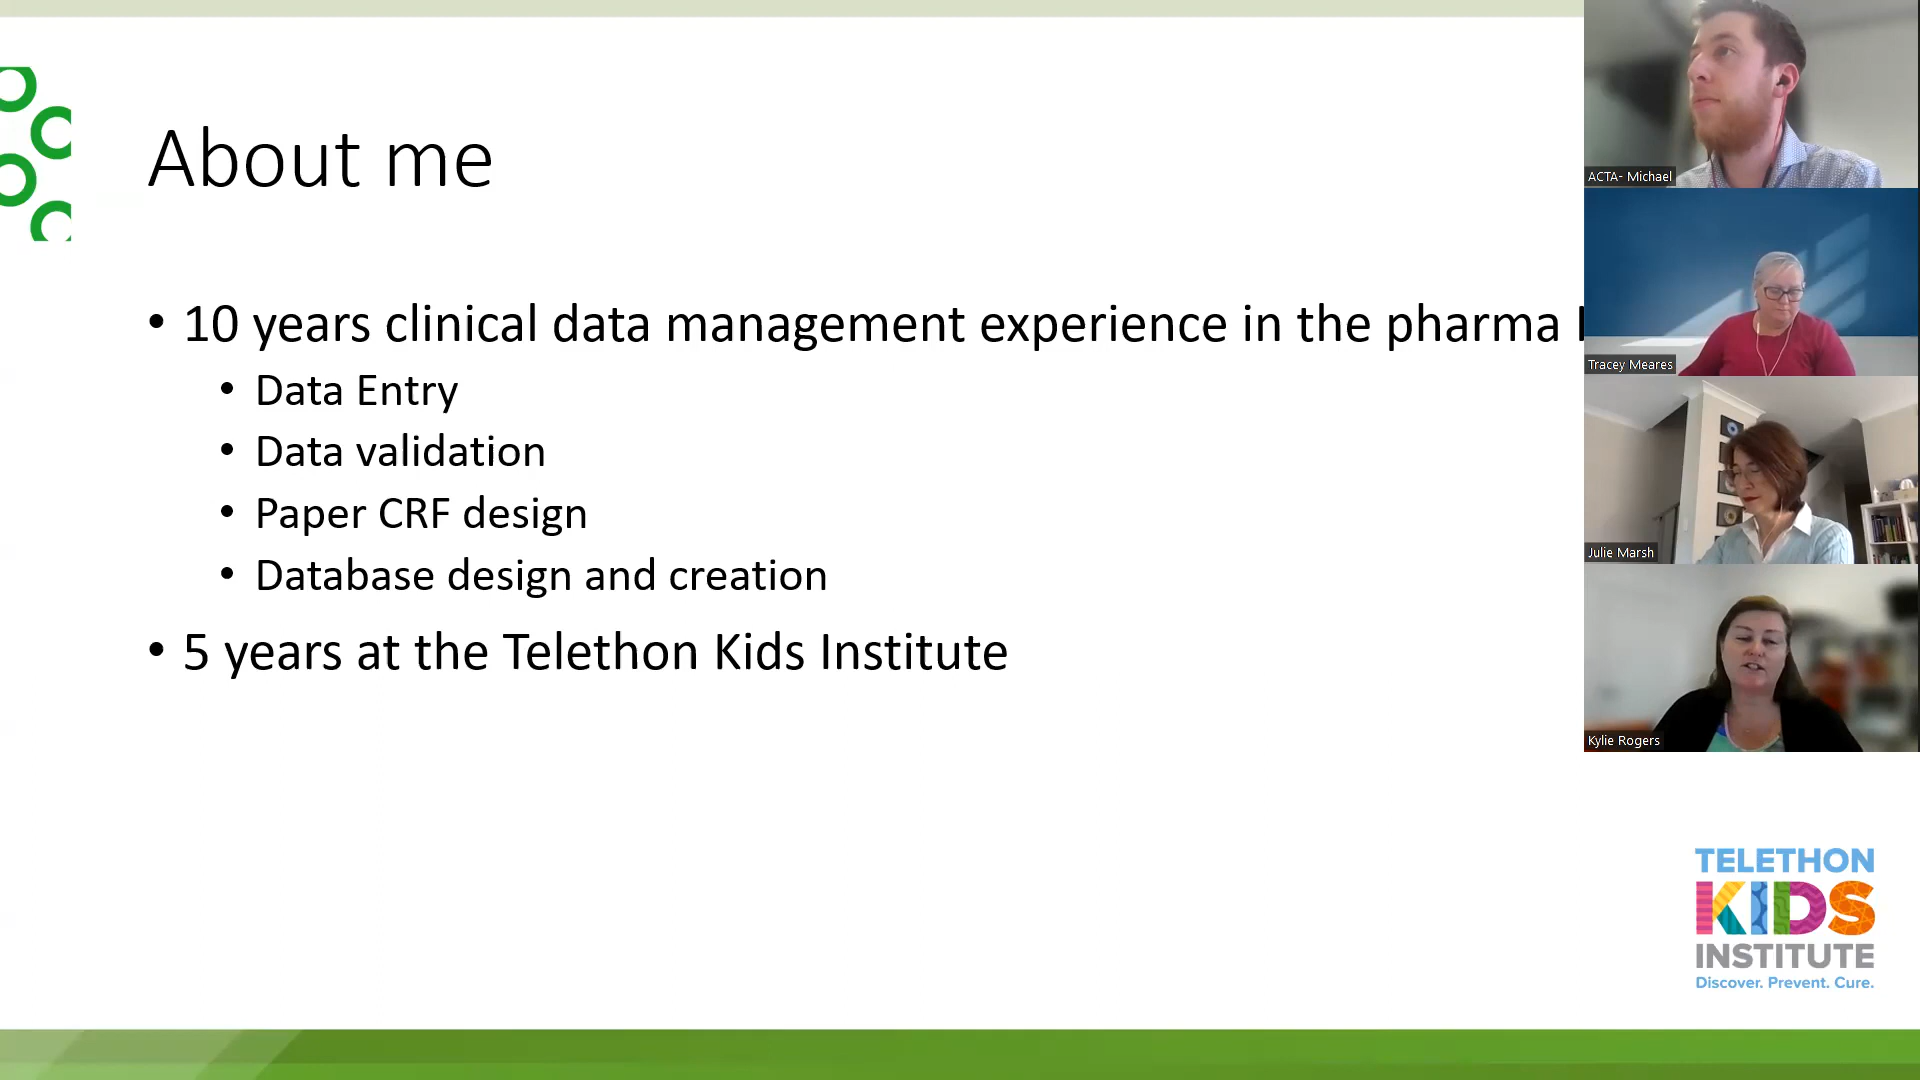 About me
• 10 years clinical data management experience in the pharma
• Data Entry
• Data validation
• Paper CRF design
• Database design and creation
• 5 years at the Telethon Kids Institute
ACTA- Michael
Tracey Meares
Julie Marsh
Kylie Rogers
TELETHON
KIDS
INSTITUTE
Discover. Prevent. Cure.